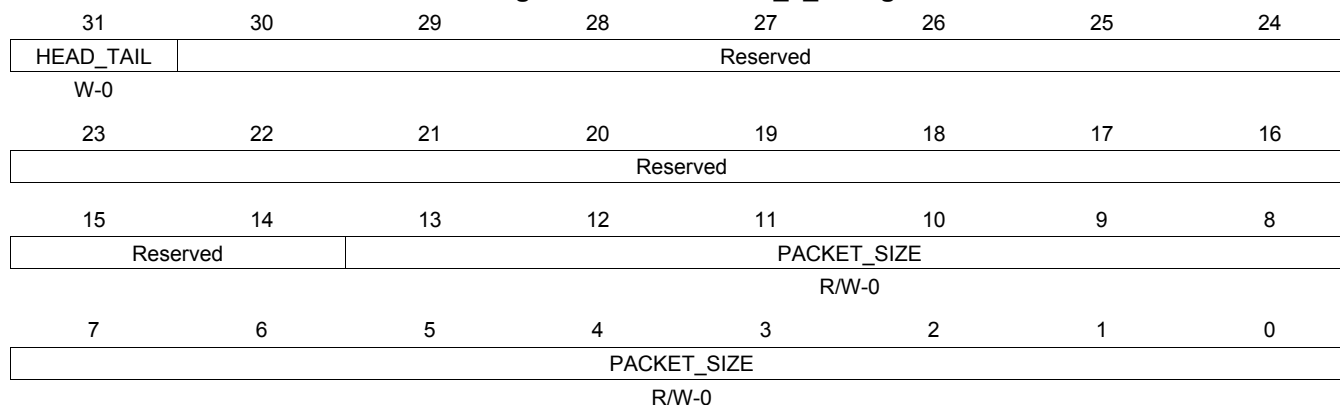 31 30 29 28 27 26 25 24
HEAD_TAIL Reserved
W-0
23 22 21 20 19 18 17 16
Reserved
15 14 13 12 11 10 9 8
Reserved PACKET_SIZE
R/W-0
7 6 5 4 3 2 1 0
PACKET_SIZE
R/W-0